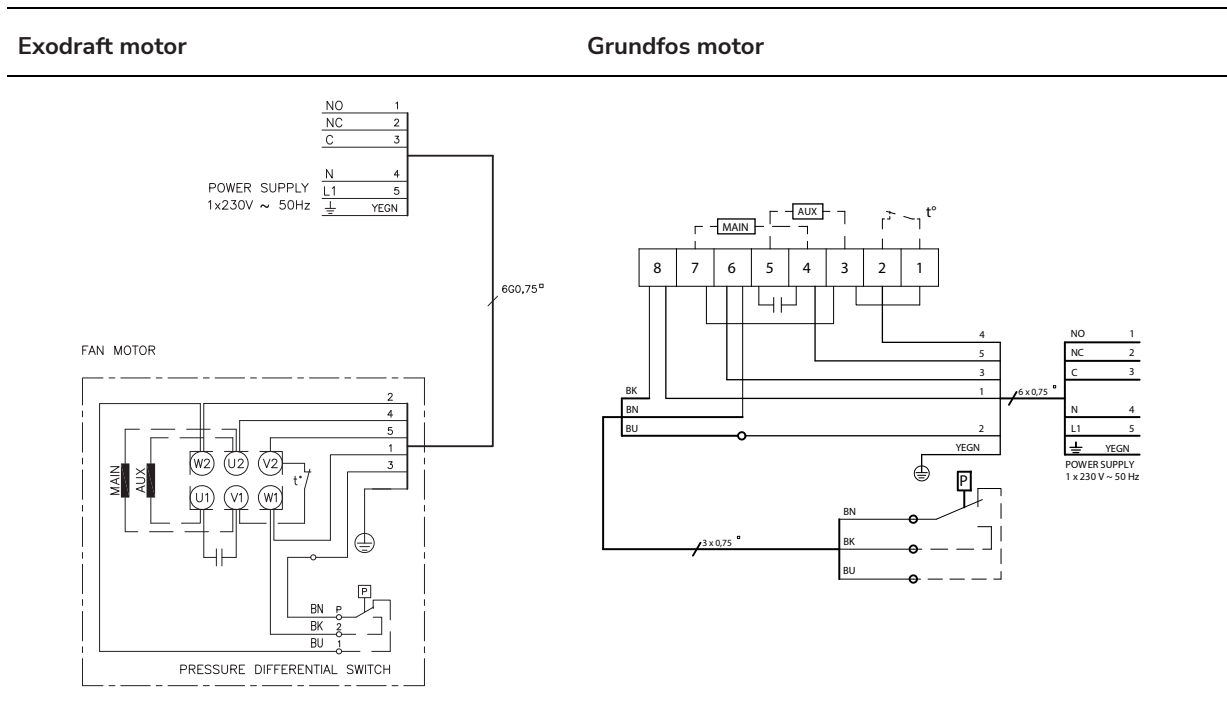 Exodraft motor
Grundfos motor
NO 1
NC 2
C 3
N 4
POWER SUPPLY L1 5
1x230V ~ 50Hz ⏚ YEGN
6G0,75▫
FAN MOTOR
2
4
5
1
3
W2 U2 V2
MAIN AUX
t°
U1 V1 W1
P
BN P
BK 2
BU 1
PRESSURE DIFFERENTIAL SWITCH
AUX
t°
MAIN
8 7 6 5 4 3 2 1
4
5
3
BK 1
BN
BU 2
YEGN
6 x 0,75 ▫
NO 1
NC 2
C 3
N 4
L1 5
⏚ YEGN
POWER SUPPLY
1 x 230 V ~ 50 Hz
P
BN
BK
BU
3 x 0,75 ▫